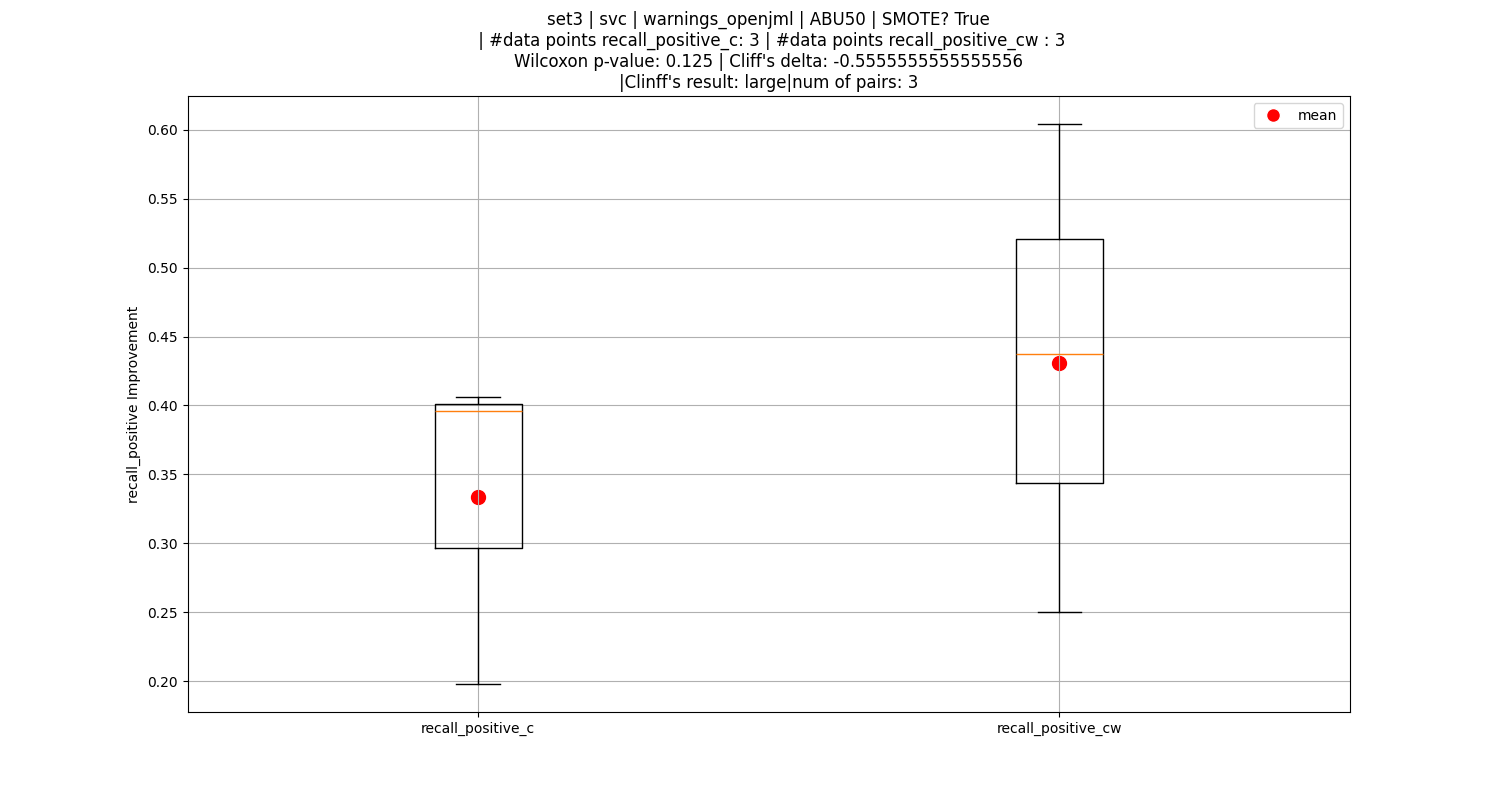 set3 | svc | warnings_openjml | ABU50 | SMOTE? True
| #data points recall_positive_c: 3 | #data points recall_positive_cw : 3
Wilcoxon p-value: 0.125 | Cliff's delta: -0.5555555555555556
|Clinff's result: large|num of pairs: 3
mean
0.60
0.55
0.50
0.45
0.40
0.35
0.30
0.25
0.20
recall_positive Improvement
recall_positive_c
recall_positive_cw